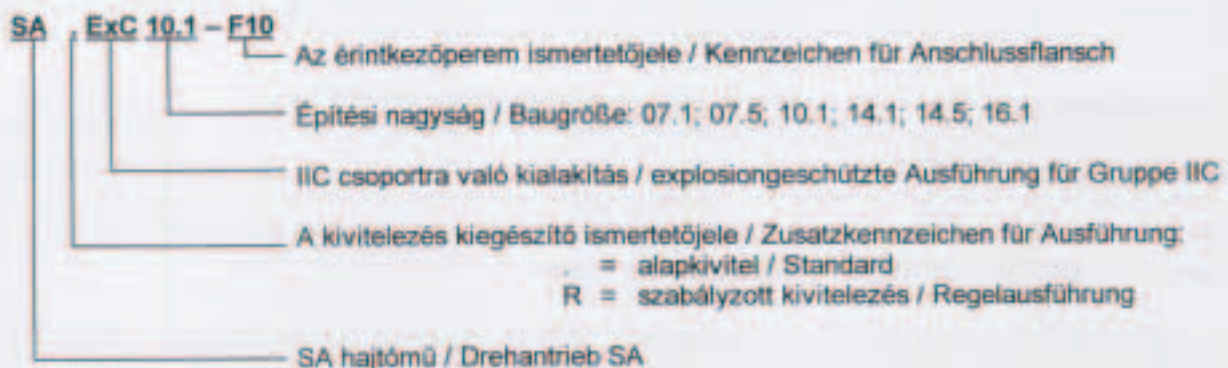 SA . ExC 10.1 – F10
Az érintkezőperem ismertetőjele / Kennzeichen für Anschlussflansch
Építési nagyság / Baugröße: 07.1; 07.5; 10.1; 14.1; 14.5; 16.1
IIC csoportra való kialakítás / explosiongeschützte Ausführung für Gruppe IIC
A kivitelezés kiegészítő ismertetőjele / Zusatzkennzeichen für Ausführung:
. = alapkivitel / Standard
R = szabályzott kivitelezés / Regelausführung
SA hajtómű / Drehantrieb SA